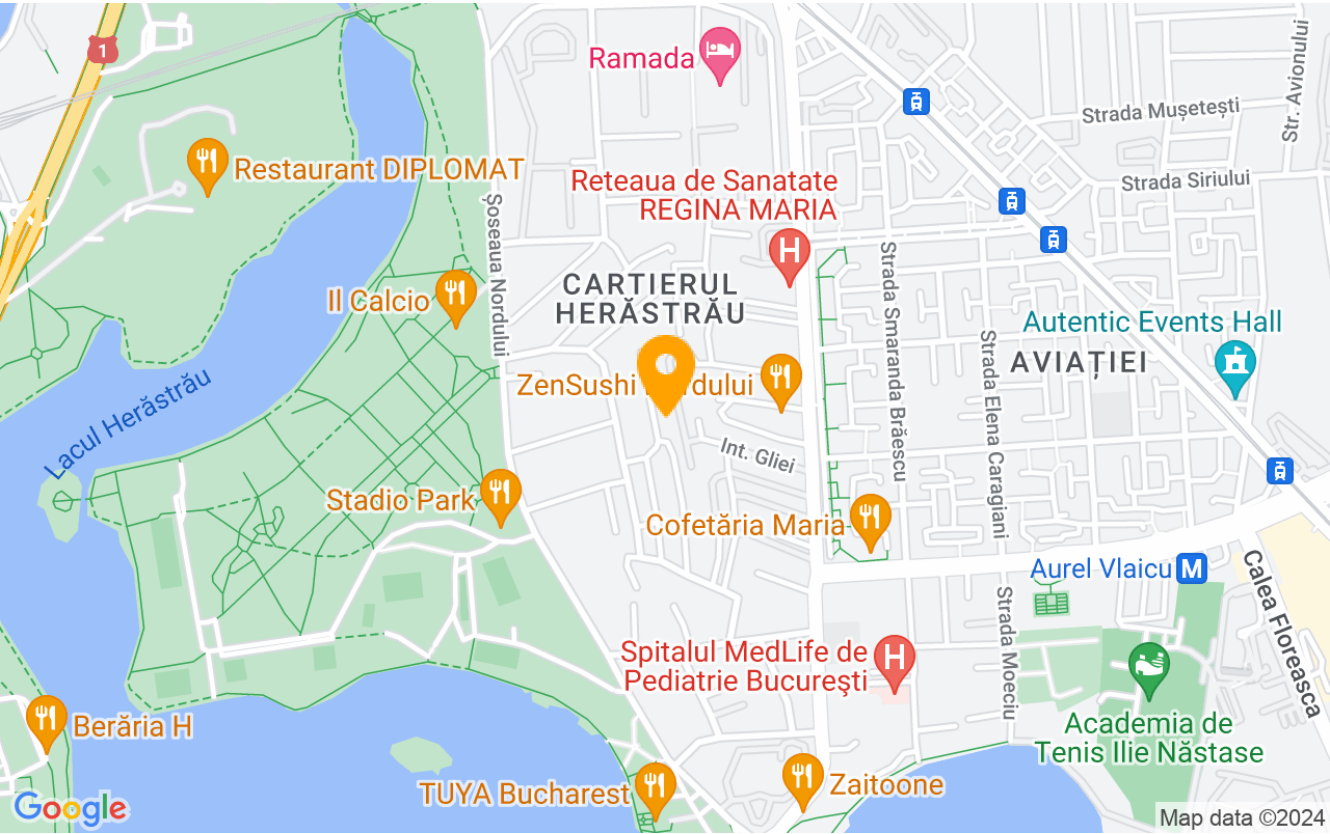 1
Ramada
Strada Mușetești
Str. Avionului
Restaurant DIPLOMAT
Reteaua de Sanatate
REGINA MARIA
H
Strada Siriului
Șoseaua Nordului
CARTIERUL
HERĂSTRĂU
Il Calcio
Strada Smaranda Brăescu
Strada Elena Caragiani
Autentic Events Hall
AVIAȚIEI
Lacul Herăstrău
ZenSushi Nordului
Int. Gliei
Stadio Park
Cofetăria Maria
Aurel Vlaicu M
Calea Floreasca
Strada Moeciu
Spitalul MedLife de
Pediatrie Bucureşti
H
Berăria H
Academia de
Tenis Ilie Năstase
TUYA Bucharest
Zaitoone
Google
Map data ©2024